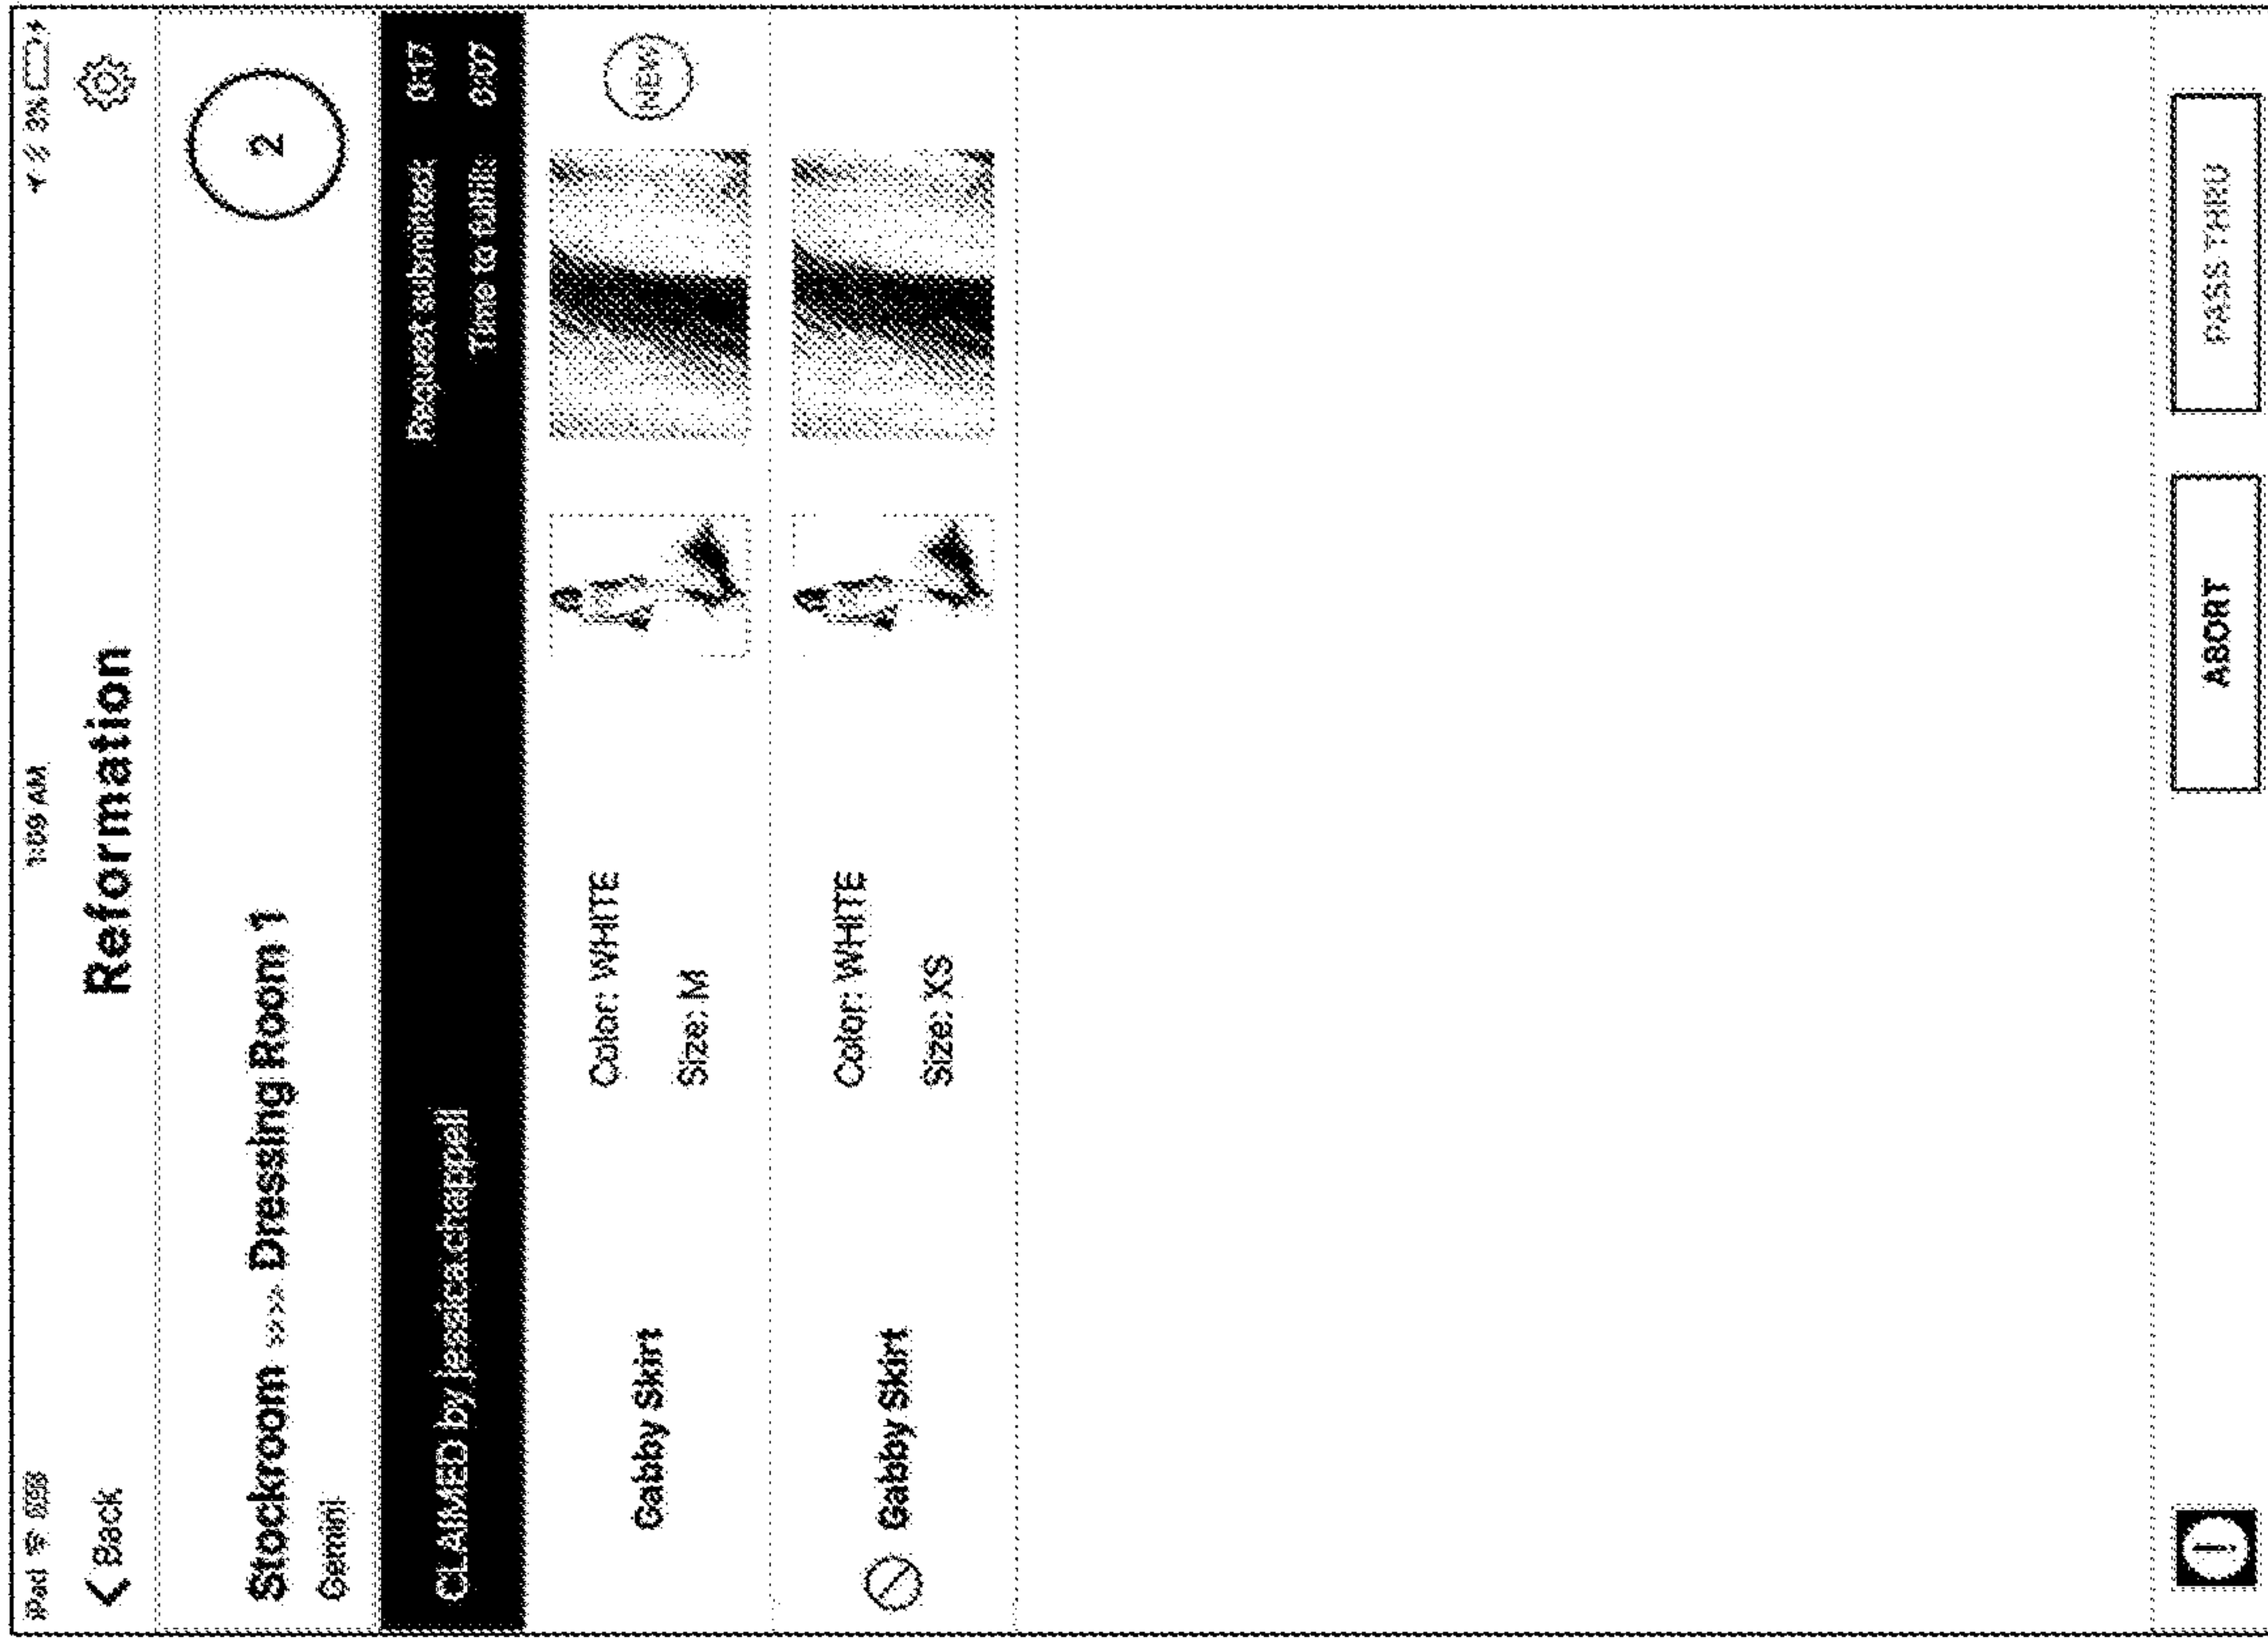 iPad
1:09 AM
Back
Reformation
Stockroom >>>> Dressing Room 1
Gemini
2
CLAIMED by jessica.chappell
Request submitted 0:17
Time to fulfill: 0:07
Gabby Skirt
Color: WHITE
Size: M
NEW
Gabby Skirt
Color: WHITE
Size: XS
ABORT
PASS THRU